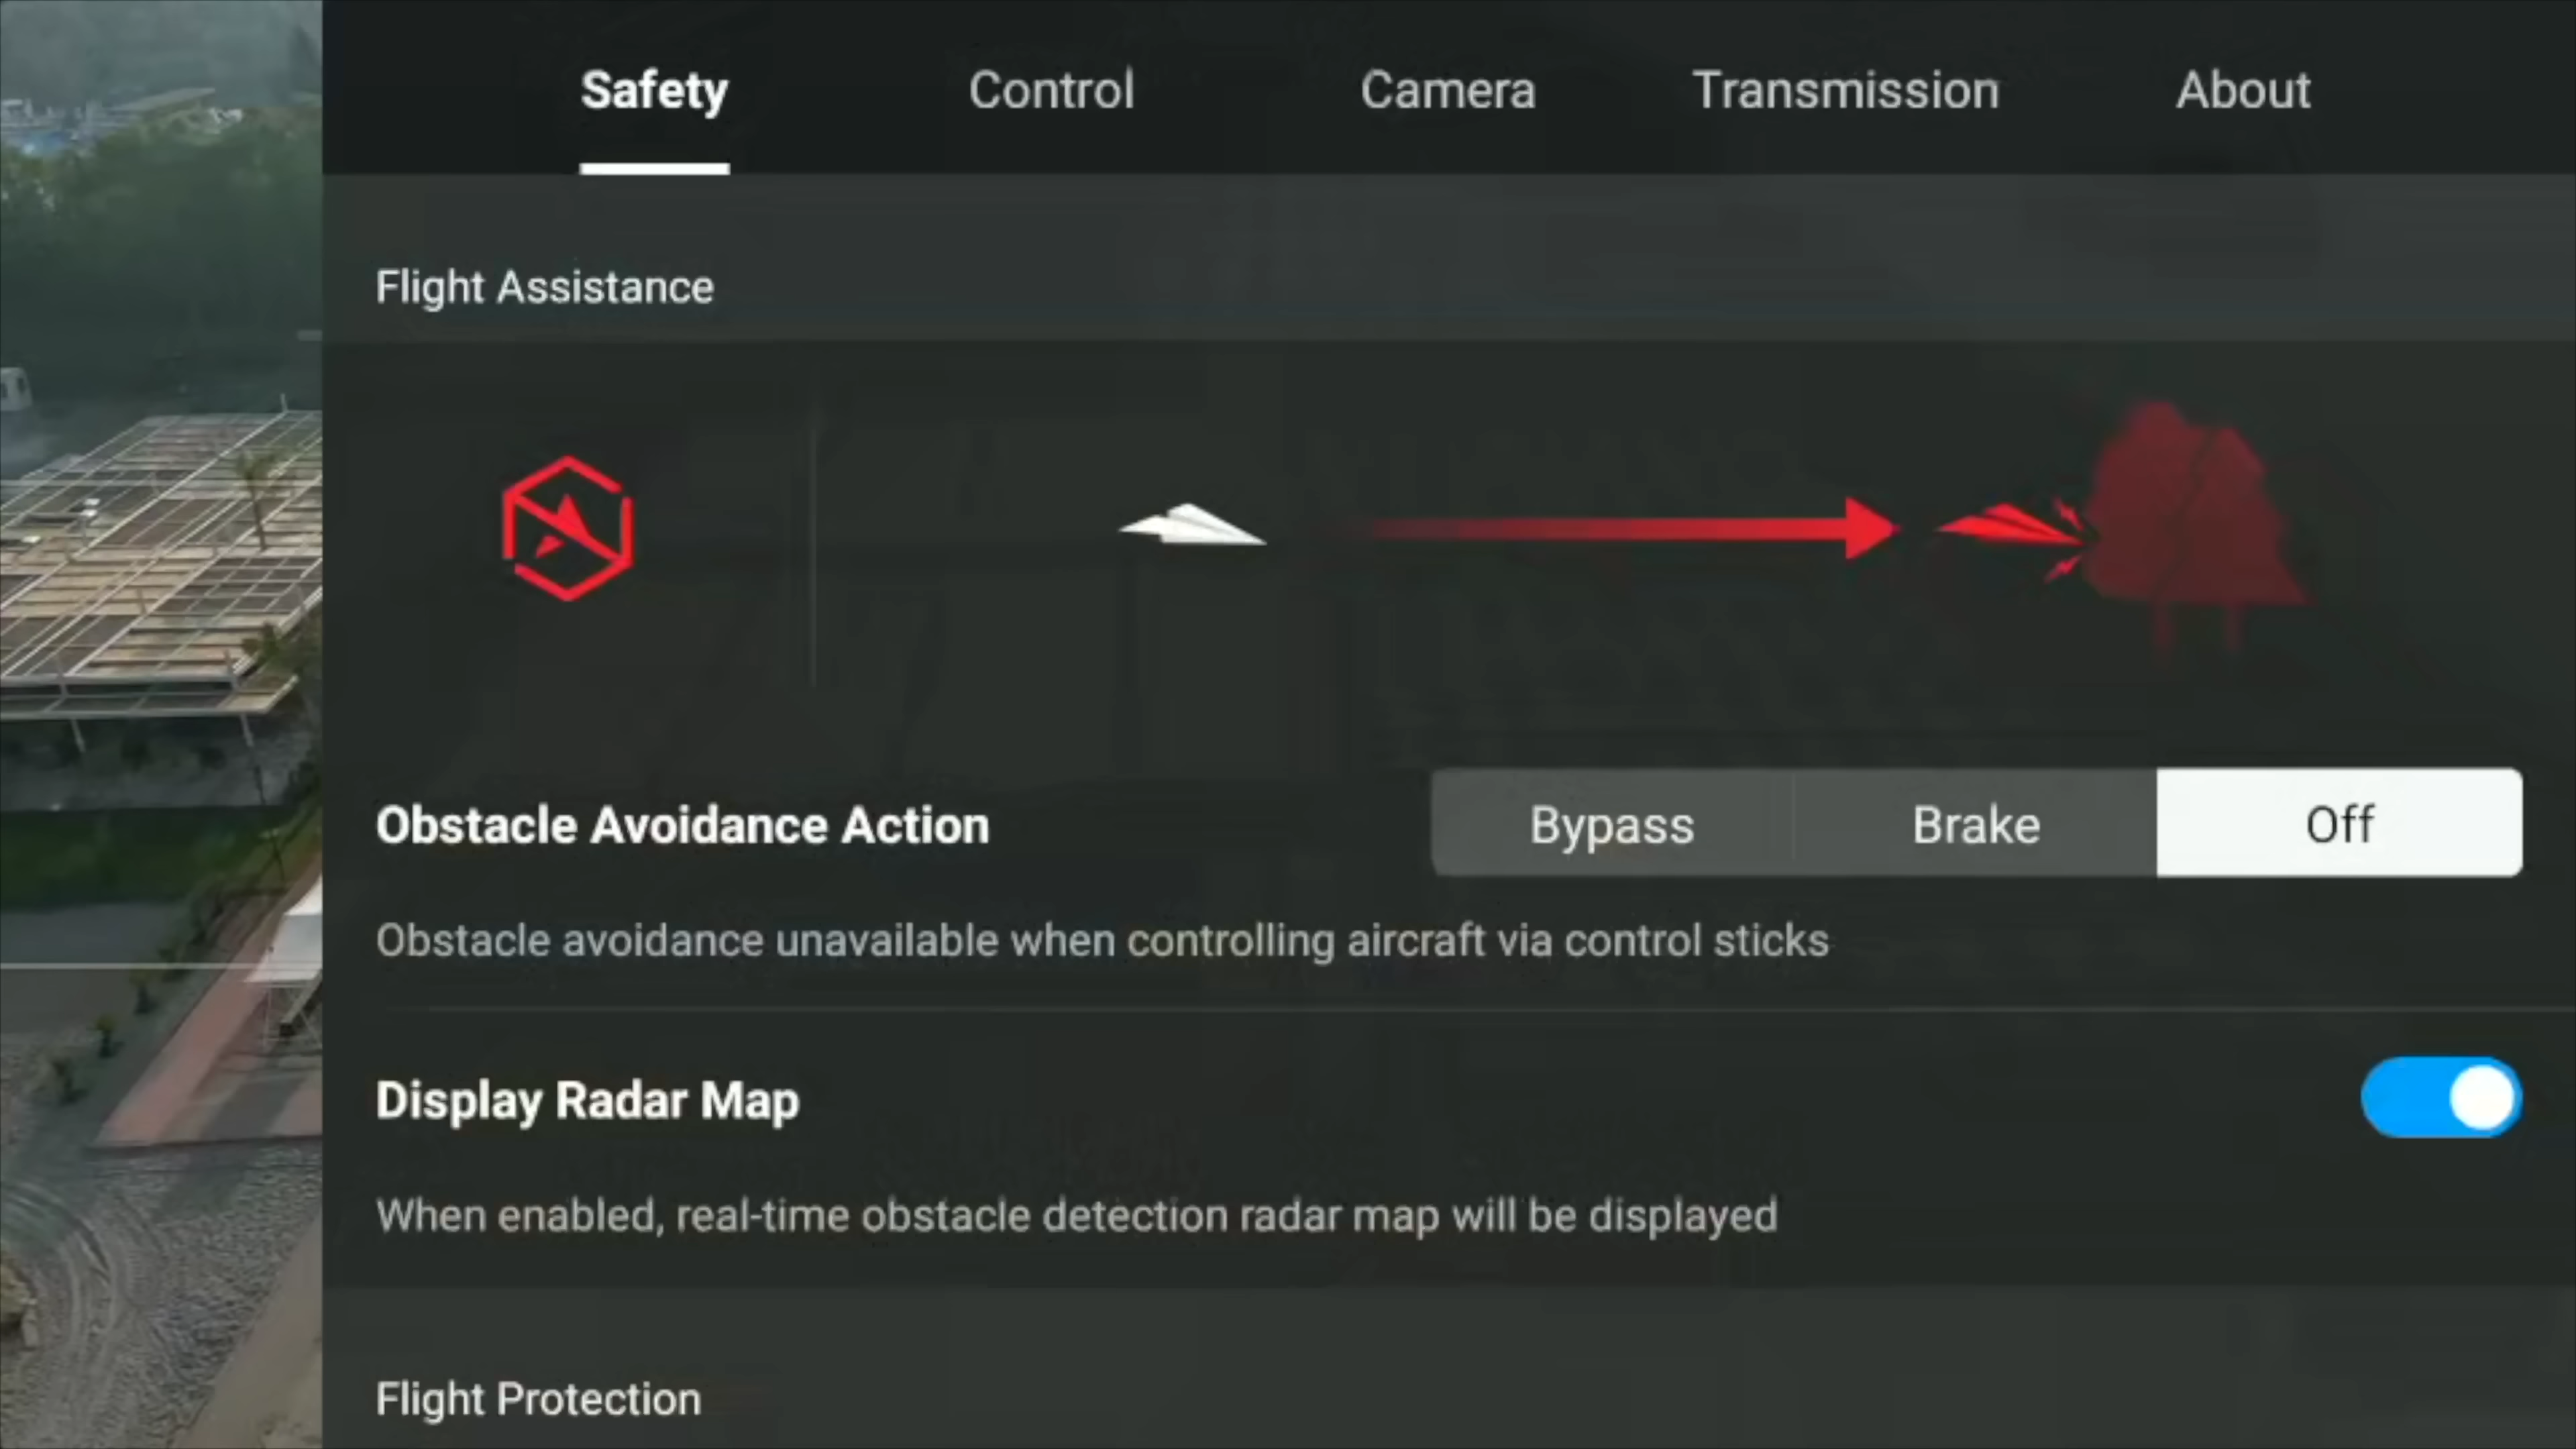 Safety Control Camera Transmission About
Flight Assistance
Obstacle Avoidance Action Bypass Brake Off
Obstacle avoidance unavailable when controlling aircraft via control sticks
Display Radar Map
When enabled, real-time obstacle detection radar map will be displayed
Flight Protection